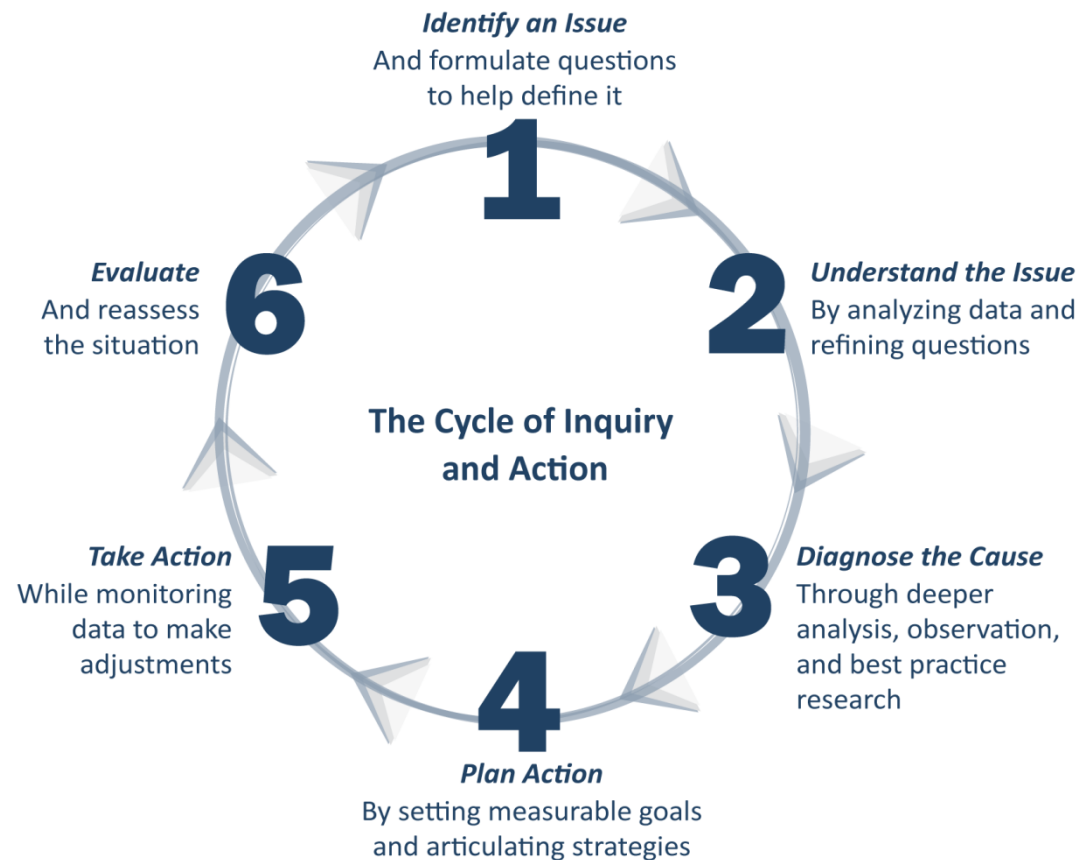 Identify an Issue
And formulate questions
to help define it
1
2
Understand the Issue
By analyzing data and
refining questions
3
Diagnose the Cause
Through deeper
analysis, observation,
and best practice
research
4
Plan Action
By setting measurable goals
and articulating strategies
5
Take Action
While monitoring
data to make
adjustments
6
Evaluate
And reassess
the situation
The Cycle of Inquiry
and Action